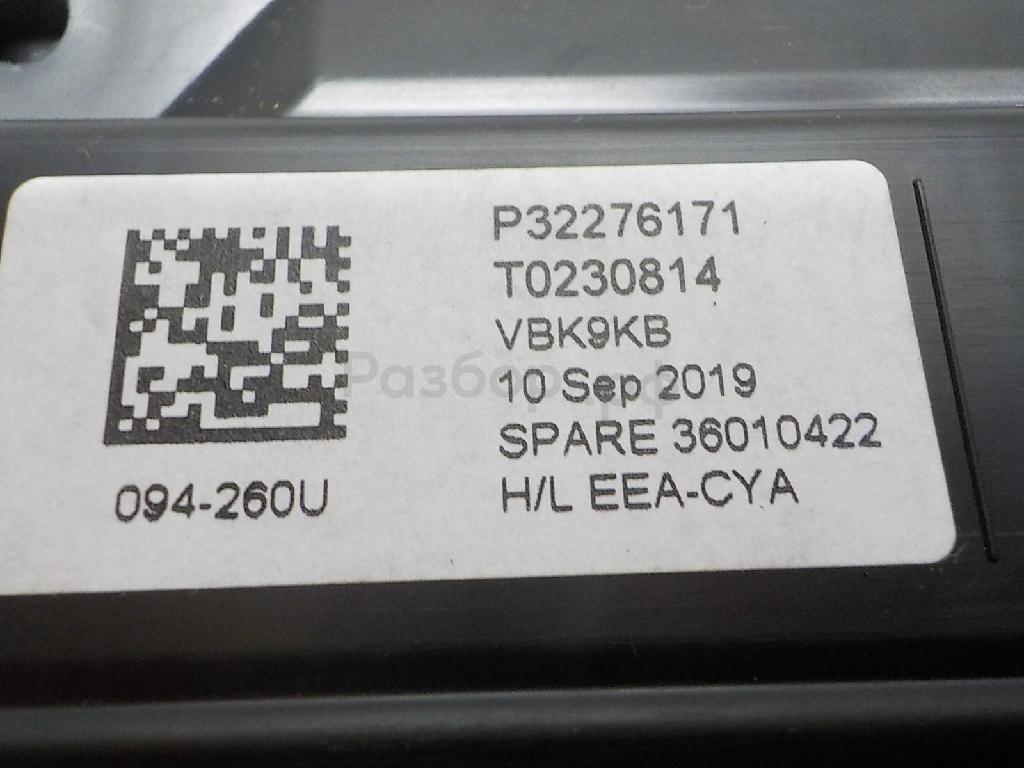 P32276171
T0230814
VBK9KB
10 Sep 2019
SPARE 36010422
H/L EEA-CYA
094-260U